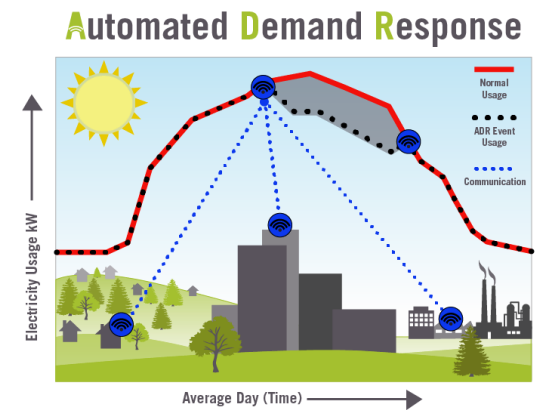 Automated Demand Response
Normal
Usage
ADR Event
Usage
Communication
Electricity Usage kW
Average Day (Time)